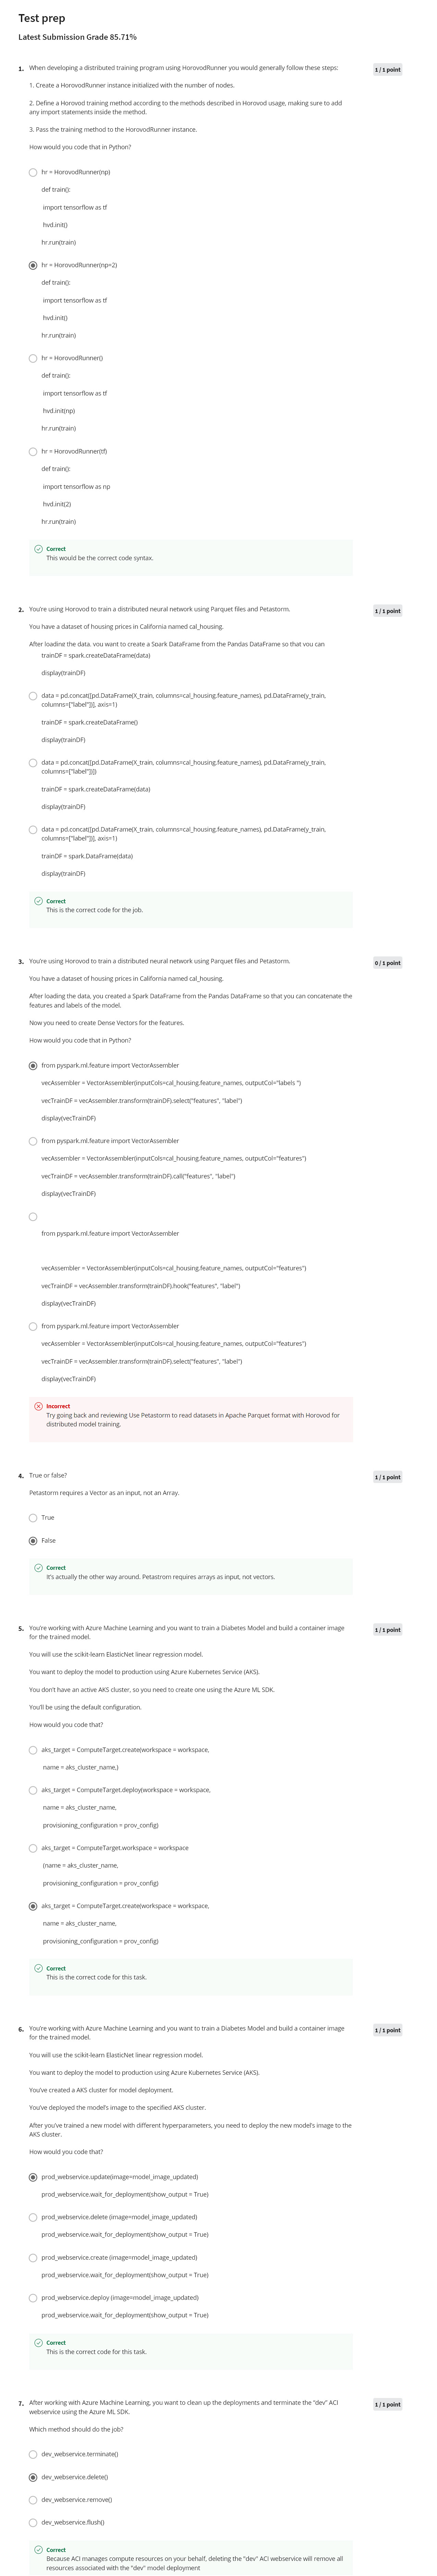 Test prep
Latest Submission Grade 85.71%
1. When developing a distributed training program using HorovodRunner you would generally follow these steps:
1 / 1 point
1. Create a HorovodRunner instance initialized with the number of nodes.
2. Define a Horovod training method according to the methods described in Horovod usage, making sure to add
any import statements inside the method.
3. Pass the training method to the HorovodRunner instance.
How would you code that in Python?
hr = HorovodRunner(np)
def train():
import tensorflow as tf
hvd.init()
hr.run(train)
hr = HorovodRunner(np=2)
def train():
import tensorflow as tf
hvd.init()
hr.run(train)
hr = HorovodRunner()
def train():
import tensorflow as tf
hvd.init(np)
hr.run(train)
hr = HorovodRunner(tf)
def train():
import tensorflow as np
hvd.init(2)
hr.run(train)
Correct
This would be the correct code syntax.
2. You're using Horovod to train a distributed neural network using Parquet files and Petastorm.
1 / 1 point
You have a dataset of housing prices in California named cal_housing.
After loading the data, you want to create a Spark DataFrame from the Pandas DataFrame so that you can
trainDF = spark.createDataFrame(data)
display(trainDF)
data = pd.concat([pd.DataFrame(X_train, columns=cal_housing.feature_names), pd.DataFrame(y_train,
columns=["label"])], axis=1)
trainDF = spark.createDataFrame()
display(trainDF)
data = pd.concat([pd.DataFrame(X_train, columns=cal_housing.feature_names), pd.DataFrame(y_train,
columns=["label"])])
trainDF = spark.createDataFrame(data)
display(trainDF)
data = pd.concat([pd.DataFrame(X_train, columns=cal_housing.feature_names), pd.DataFrame(y_train,
columns=["label"])], axis=1)
trainDF = spark.DataFrame(data)
display(trainDF)
Correct
This is the correct code for the job.
3. You're using Horovod to train a distributed neural network using Parquet files and Petastorm.
0 / 1 point
You have a dataset of housing prices in California named cal_housing.
After loading the data, you created a Spark DataFrame from the Pandas DataFrame so that you can concatenate the
features and labels of the model.
Now you need to create Dense Vectors for the features.
How would you code that in Python?
from pyspark.ml.feature import VectorAssembler
vecAssembler = VectorAssembler(inputCols=cal_housing.feature_names, outputCol="labels ")
vecTrainDF = vecAssembler.transform(trainDF).select("features", "label")
display(vecTrainDF)
from pyspark.ml.feature import VectorAssembler
vecAssembler = VectorAssembler(inputCols=cal_housing.feature_names, outputCol="features")
vecTrainDF = vecAssembler.transform(trainDF).call("features", "label")
display(vecTrainDF)
from pyspark.ml.feature import VectorAssembler
vecAssembler = VectorAssembler(inputCols=cal_housing.feature_names, outputCol="features")
vecTrainDF = vecAssembler.transform(trainDF).hook("features", "label")
display(vecTrainDF)
from pyspark.ml.feature import VectorAssembler
vecAssembler = VectorAssembler(inputCols=cal_housing.feature_names, outputCol="features")
vecTrainDF = vecAssembler.transform(trainDF).select("features", "label")
display(vecTrainDF)
Incorrect
Try going back and reviewing Use Petastorm to read datasets in Apache Parquet format with Horovod for
distributed model training.
4. True or false?
1 / 1 point
Petastorm requires a Vector as an input, not an Array.
True
False
Correct
It's actually the other way around. Petastrom requires arrays as input, not vectors.
5. You're working with Azure Machine Learning and you want to train a Diabetes Model and build a container image
for the trained model.
1 / 1 point
You will use the scikit-learn ElasticNet linear regression model.
You want to deploy the model to production using Azure Kubernetes Service (AKS).
You don't have an active AKS cluster, so you need to create one using the Azure ML SDK.
You'll be using the default configuration.
How would you code that?
aks_target = ComputeTarget.create(workspace = workspace,
name = aks_cluster_name,)
aks_target = ComputeTarget.deploy(workspace = workspace,
name = aks_cluster_name,
provisioning_configuration = prov_config)
aks_target = ComputeTarget.workspace = workspace
(name = aks_cluster_name,
provisioning_configuration = prov_config)
aks_target = ComputeTarget.create(workspace = workspace,
name = aks_cluster_name,
provisioning_configuration = prov_config)
Correct
This is the correct code for this task.
6. You're working with Azure Machine Learning and you want to train a Diabetes Model and build a container image
for the trained model.
1 / 1 point
You will use the scikit-learn ElasticNet linear regression model.
You want to deploy the model to production using Azure Kubernetes Service (AKS).
You've created a AKS cluster for model deployment.
You've deployed the model's image to the specified AKS cluster.
After you've trained a new model with different hyperparameters, you need to deploy the new model's image to the
AKS cluster.
How would you code that?
prod_webservice.update(image=model_image_updated)
prod_webservice.wait_for_deployment(show_output = True)
prod_webservice.delete (image=model_image_updated)
prod_webservice.wait_for_deployment(show_output = True)
prod_webservice.create (image=model_image_updated)
prod_webservice.wait_for_deployment(show_output = True)
prod_webservice.deploy (image=model_image_updated)
prod_webservice.wait_for_deployment(show_output = True)
Correct
This is the correct code for this task.
7. After working with Azure Machine Learning, you want to clean up the deployments and terminate the "dev" ACI
webservice using the Azure ML SDK.
1 / 1 point
Which method should do the job?
dev_webservice.terminate()
dev_webservice.delete()
dev_webservice.remove()
dev_webservice.flush()
Correct
Because ACI manages compute resources on your behalf, deleting the "dev" ACI webservice will remove all
resources associated with the "dev" model deployment